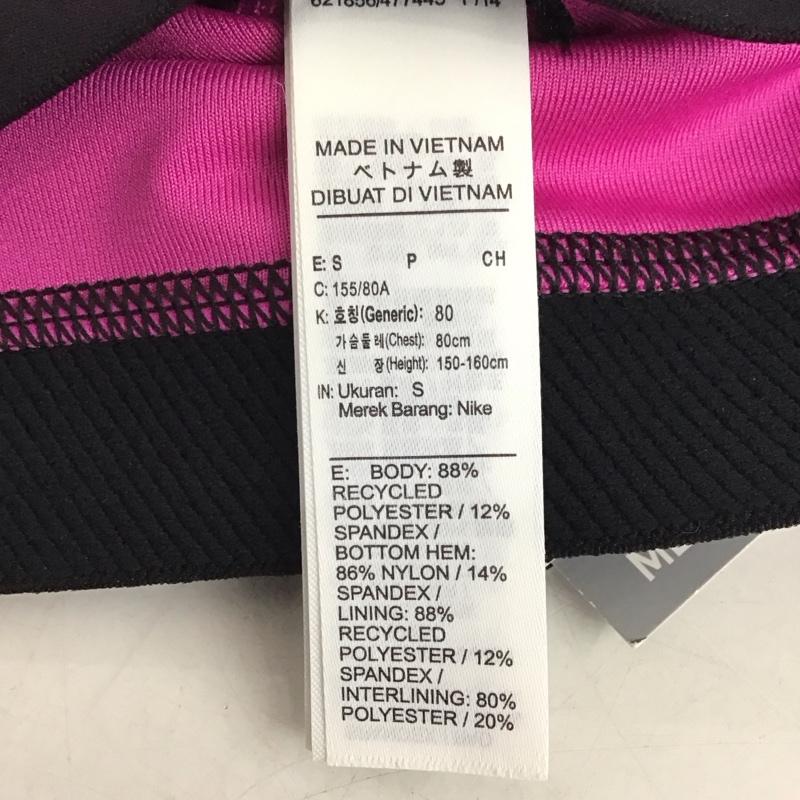 MADE IN VIETNAM
ベトナム製
DIBUAT DI VIETNAM
E: S P CH
C: 155/80A
K: 호칭(Generic): 80
가슴둘레(Chest): 80cm
신 장(Height): 150-160cm
IN: Ukuran: S
Merek Barang: Nike
E: BODY: 88%
RECYCLED
POLYESTER / 12%
SPANDEX /
BOTTOM HEM:
86% NYLON / 14%
SPANDEX /
LINING: 88%
RECYCLED
POLYESTER / 12%
SPANDEX /
INTERLINING: 80%
POLYESTER / 20%